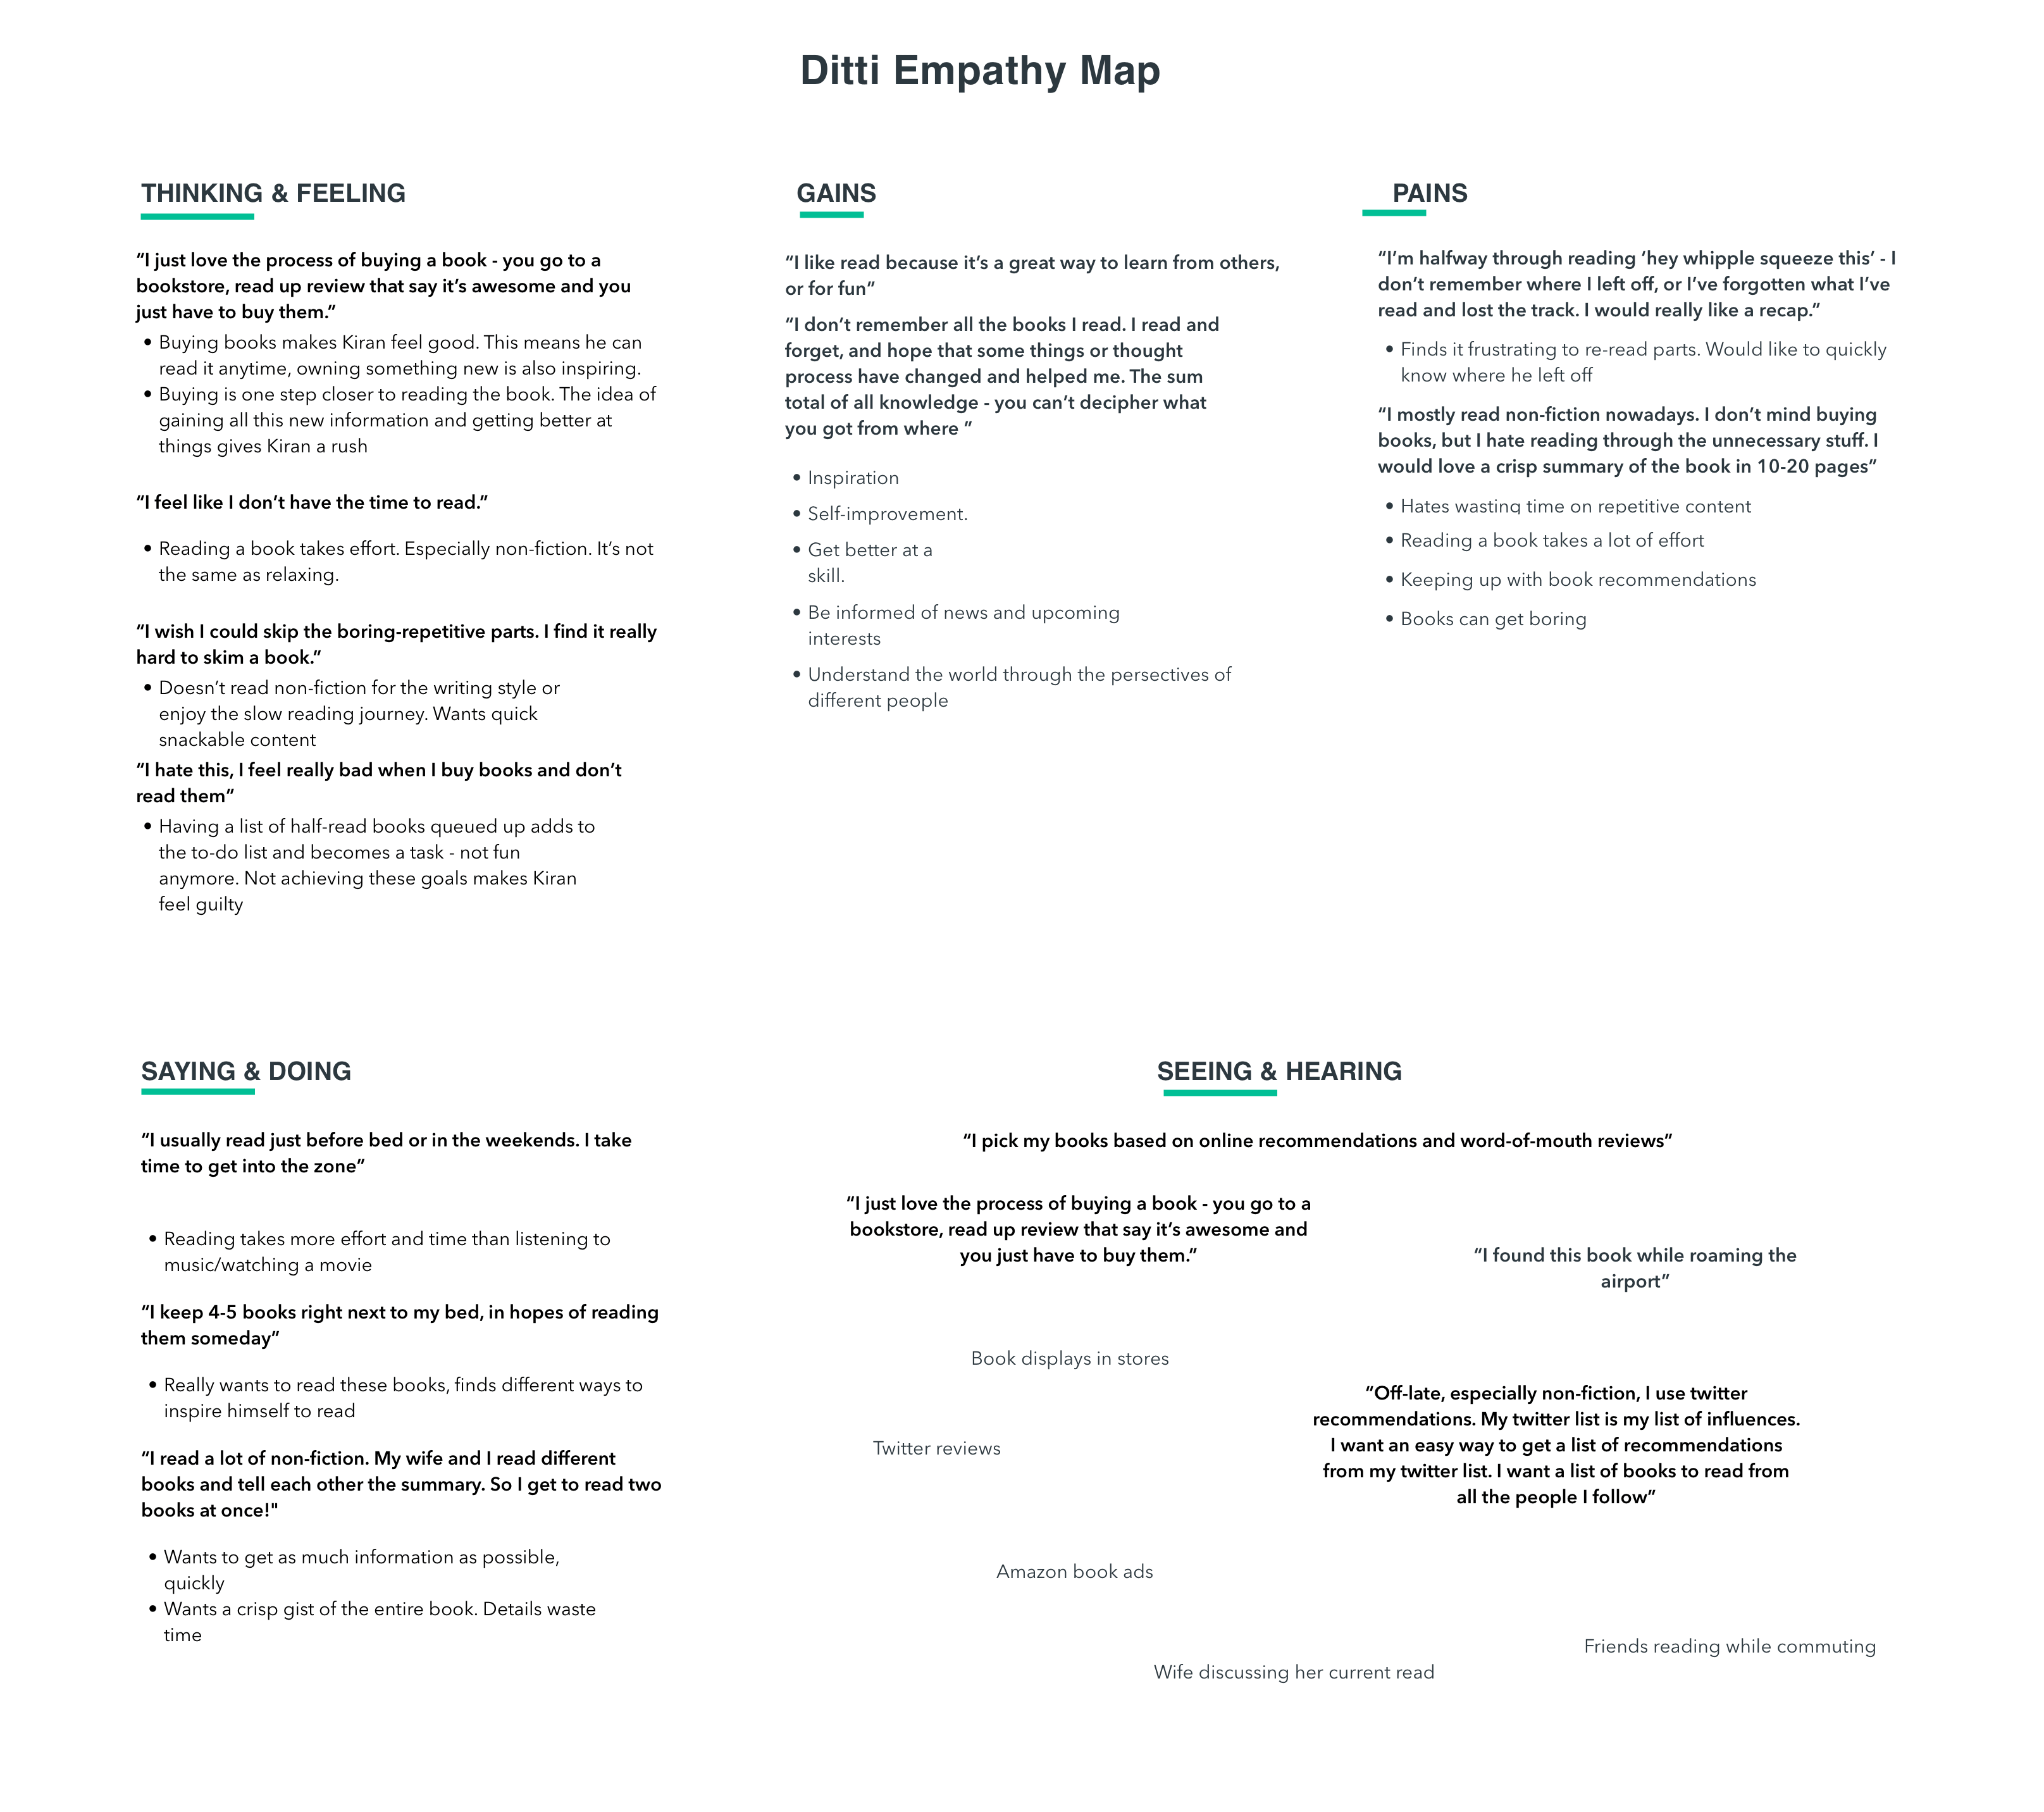 Ditti Empathy Map
THINKING & FEELING
“I just love the process of buying a book - you go to a
bookstore, read up review that say it’s awesome and you
just have to buy them.”
• Buying books makes Kiran feel good. This means he can
read it anytime, owning something new is also inspiring.
• Buying is one step closer to reading the book. The idea of
gaining all this new information and getting better at
things gives Kiran a rush
“I feel like I don’t have the time to read.”
• Reading a book takes effort. Especially non-fiction. It’s not
the same as relaxing.
“I wish I could skip the boring-repetitive parts. I find it really
hard to skim a book.”
• Doesn’t read non-fiction for the writing style or
enjoy the slow reading journey. Wants quick
snackable content
“I hate this, I feel really bad when I buy books and don’t
read them”
• Having a list of half-read books queued up adds to
the to-do list and becomes a task - not fun
anymore. Not achieving these goals makes Kiran
feel guilty
GAINS
“I like read because it’s a great way to learn from others,
or for fun”
“I don’t remember all the books I read. I read and
forget, and hope that some things or thought
process have changed and helped me. The sum
total of all knowledge - you can’t decipher what
you got from where ”
• Inspiration
• Self-improvement.
• Get better at a
skill.
• Be informed of news and upcoming
interests
• Understand the world through the persectives of
different people
PAINS
“I’m halfway through reading ‘hey whipple squeeze this’ - I
don’t remember where I left off, or I’ve forgotten what I’ve
read and lost the track. I would really like a recap.”
• Finds it frustrating to re-read parts. Would like to quickly
know where he left off
“I mostly read non-fiction nowadays. I don’t mind buying
books, but I hate reading through the unnecessary stuff. I
would love a crisp summary of the book in 10-20 pages”
• Hates wasting time on repetitive content
• Reading a book takes a lot of effort
• Keeping up with book recommendations
• Books can get boring
SAYING & DOING
“I usually read just before bed or in the weekends. I take
time to get into the zone”
• Reading takes more effort and time than listening to
music/watching a movie
“I keep 4-5 books right next to my bed, in hopes of reading
them someday”
• Really wants to read these books, finds different ways to
inspire himself to read
“I read a lot of non-fiction. My wife and I read different
books and tell each other the summary. So I get to read two
books at once!"
• Wants to get as much information as possible,
quickly
• Wants a crisp gist of the entire book. Details waste
time
SEEING & HEARING
“I pick my books based on online recommendations and word-of-mouth reviews”
“I just love the process of buying a book - you go to a
bookstore, read up review that say it’s awesome and
you just have to buy them.”
“I found this book while roaming the
airport”
Book displays in stores
“Off-late, especially non-fiction, I use twitter
recommendations. My twitter list is my list of influences.
I want an easy way to get a list of recommendations
from my twitter list. I want a list of books to read from
all the people I follow”
Twitter reviews
Amazon book ads
Friends reading while commuting
Wife discussing her current read